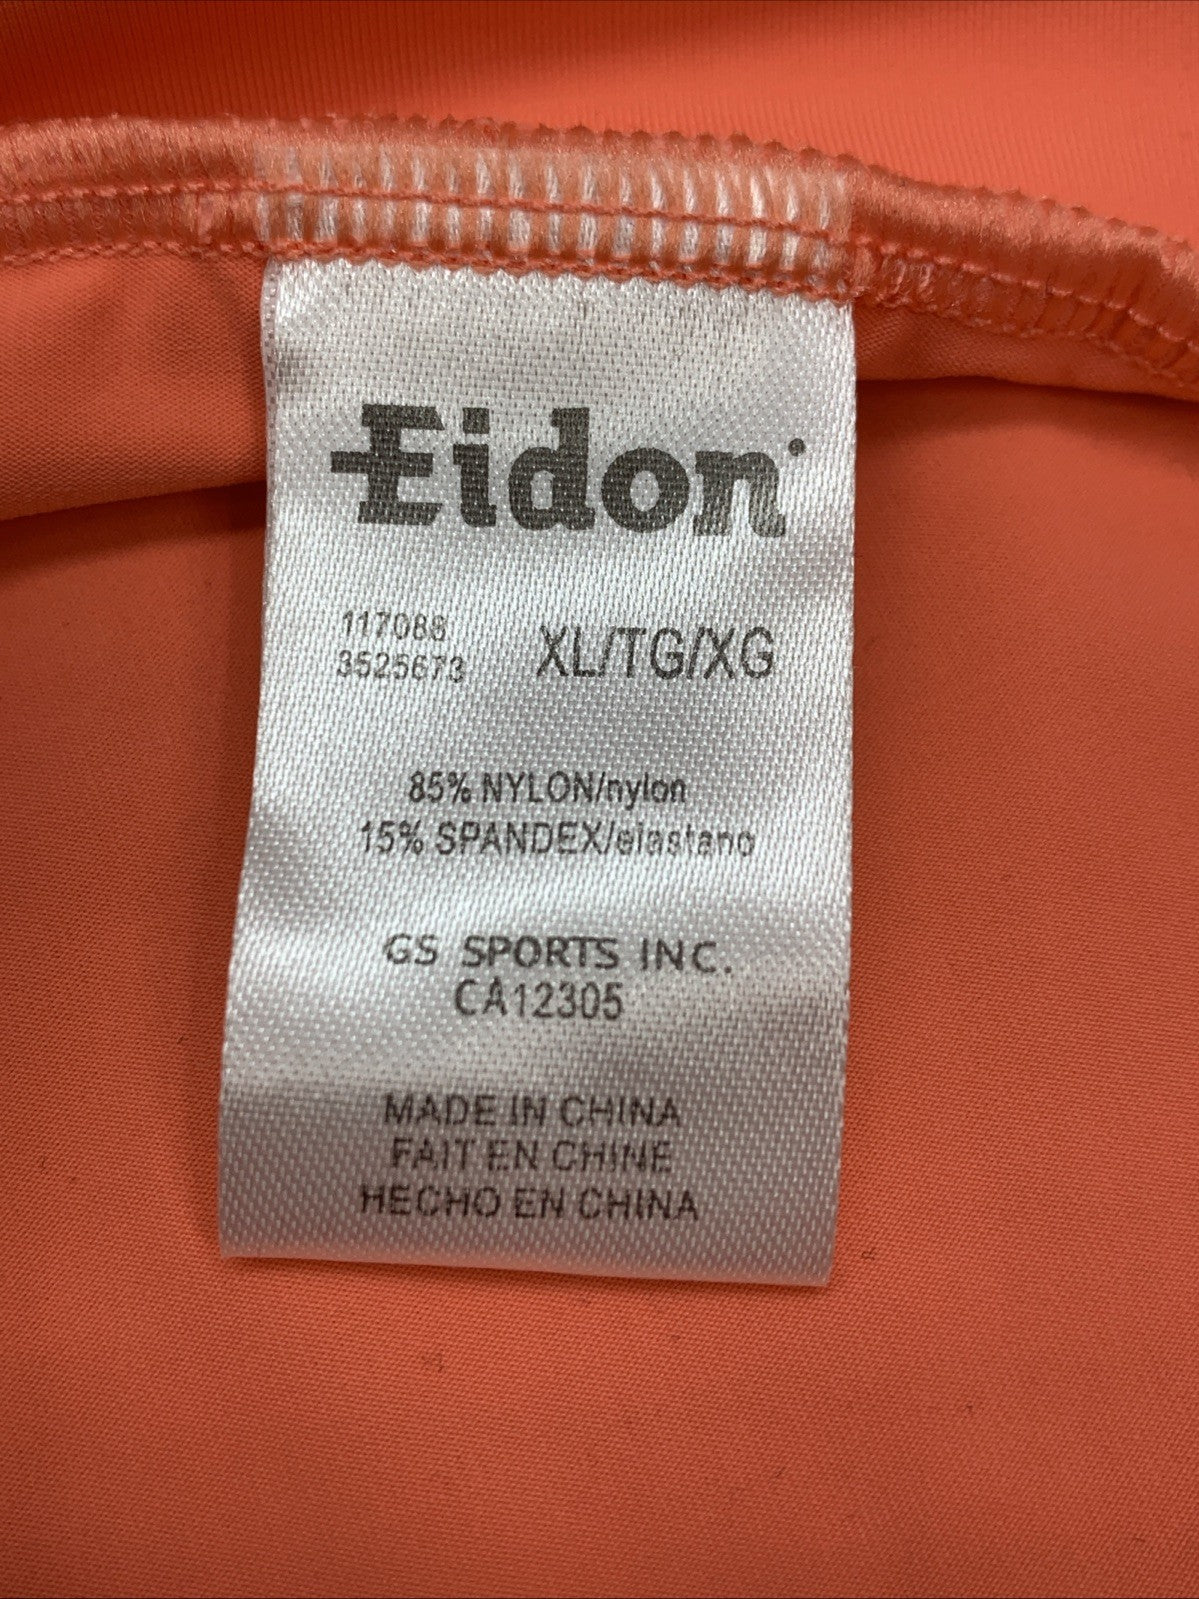 Eidon
117088
3525673
XL/TG/XG
85% NYLON/nylon
15% SPANDEX/elastano
GS SPORTS INC.
CA12305
MADE IN CHINA
FAIT EN CHINE
HECHO EN CHINA